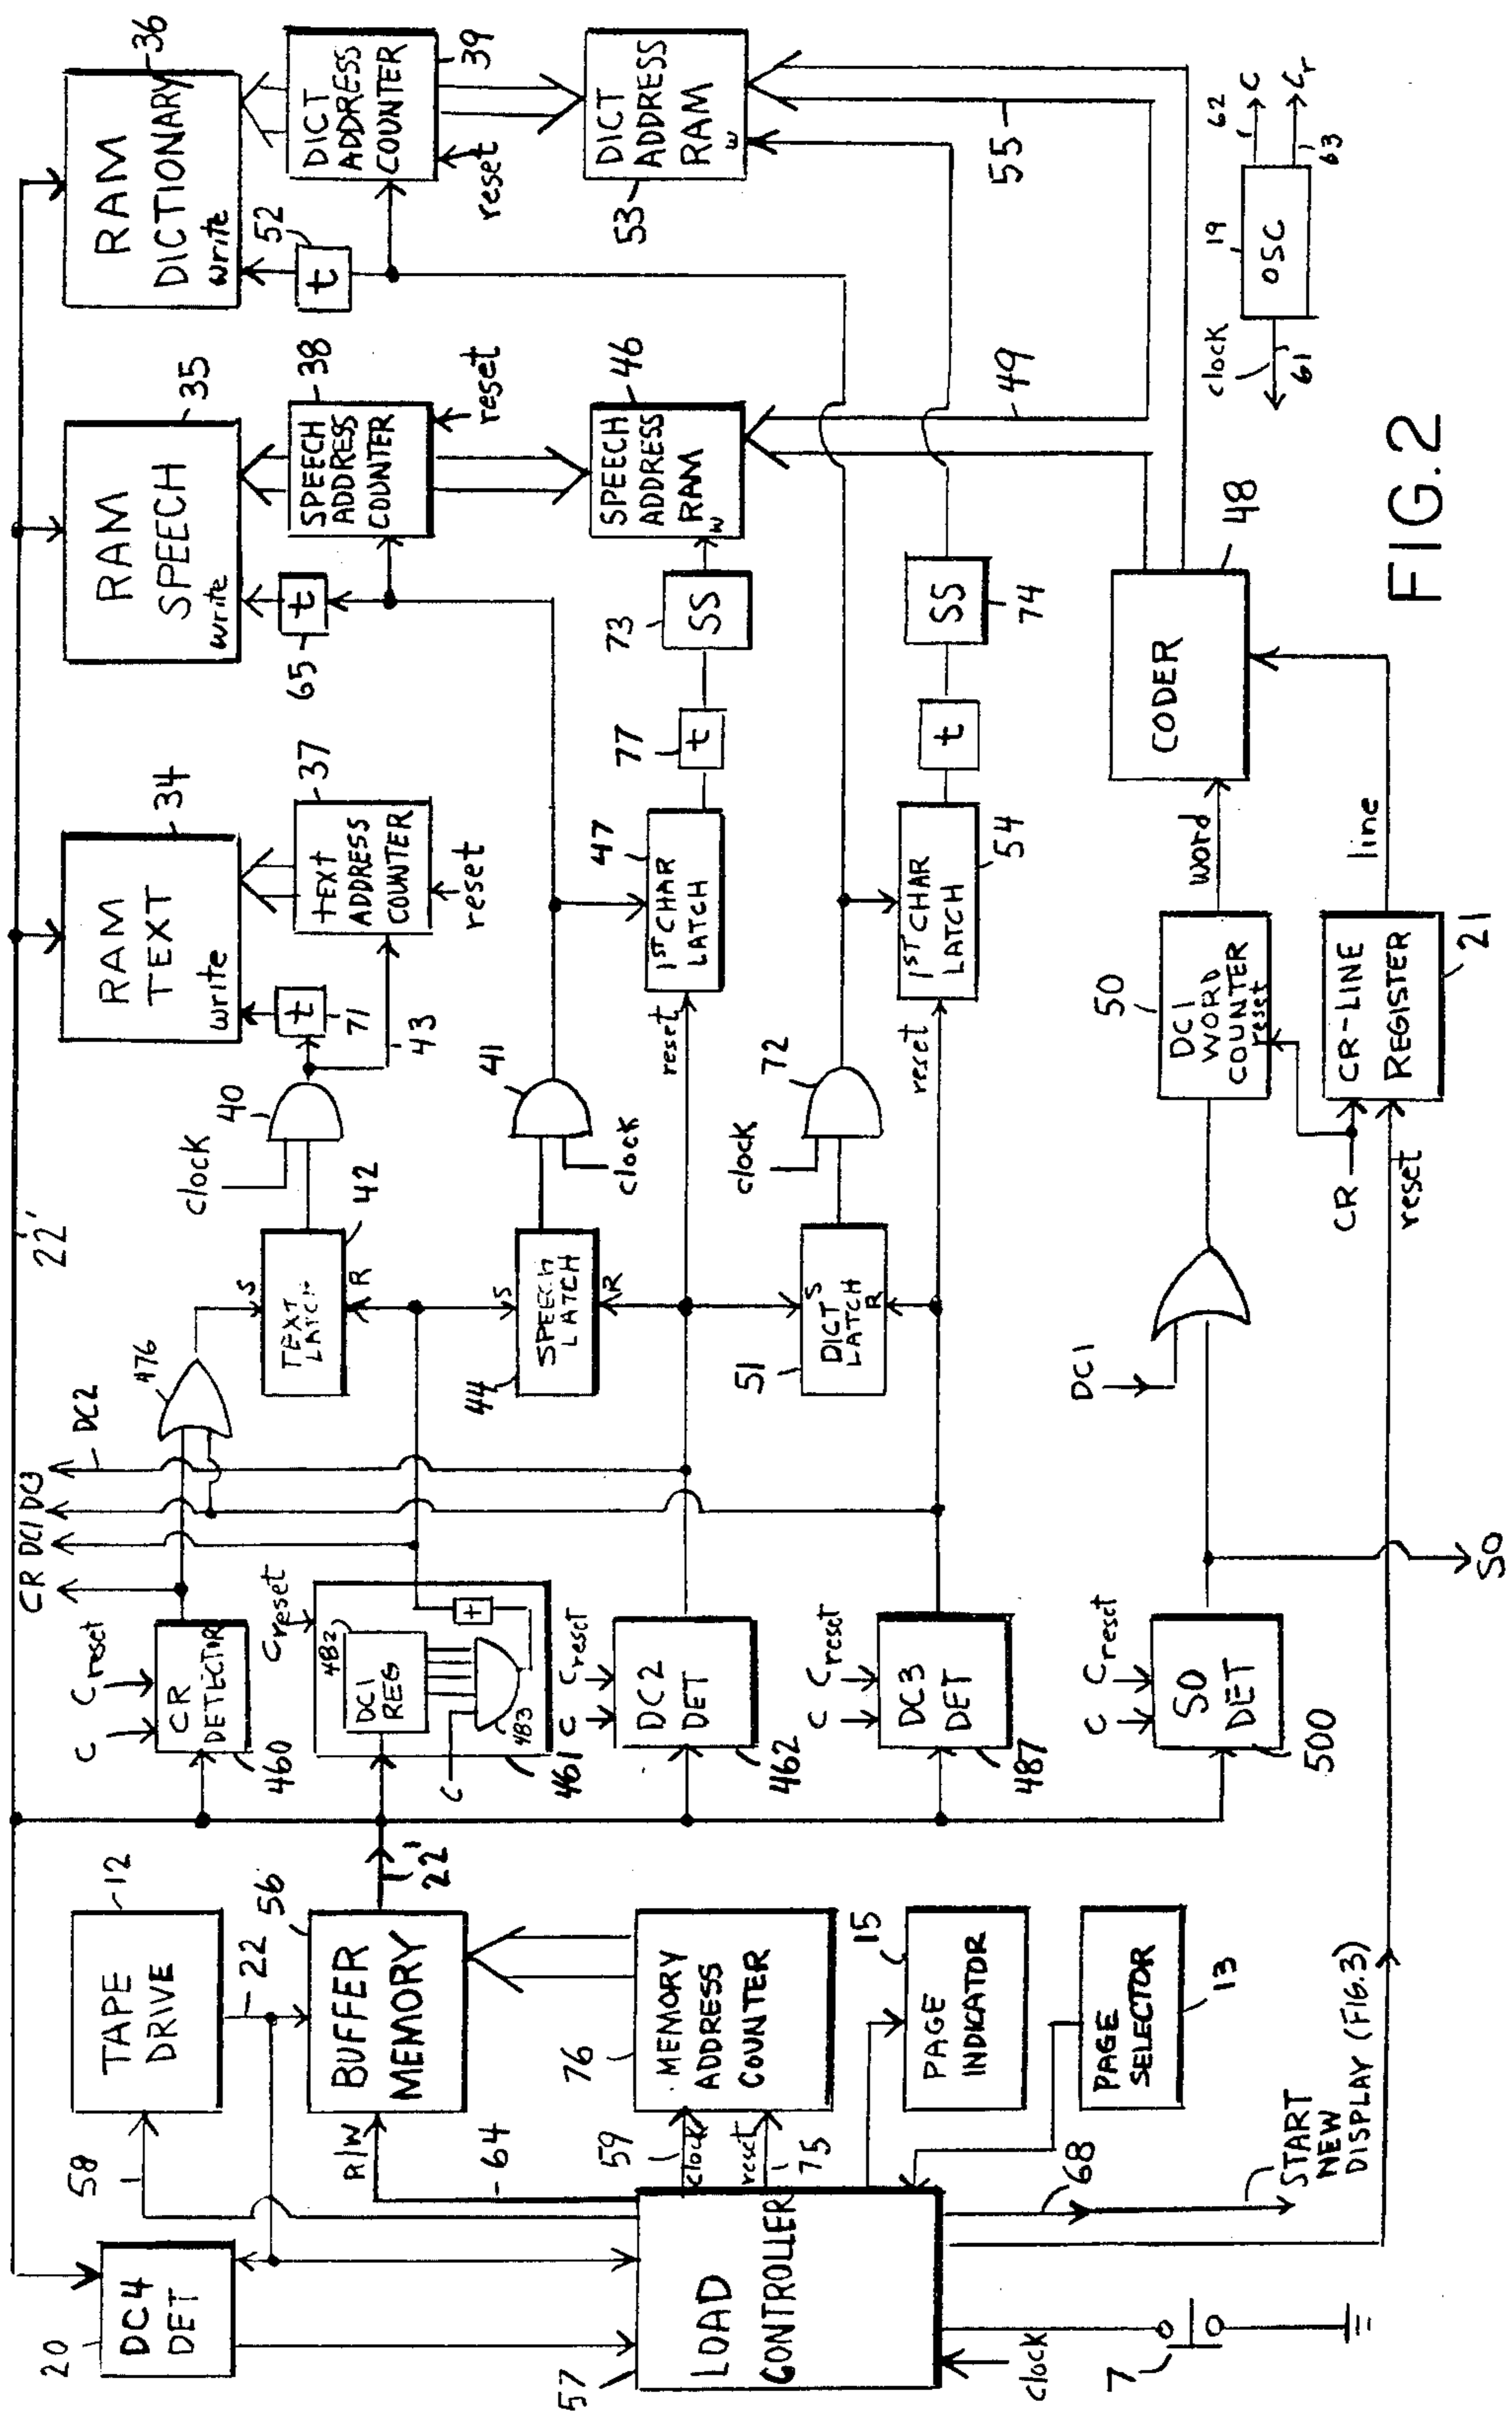 20
DC4
DET
58
TAPE
DRIVE
12
22
56
BUFFER
MEMORY
R/W
64
22'
57
LOAD
CONTROLLER
clock
7
59
clock
reset
75
76
MEMORY
ADDRESS
COUNTER
15
PAGE
INDICATOR
PAGE
SELECTOR
13
68
START
NEW
DISPLAY (FIG.3)
22'
CR
DC1
DC3
DC2
C
Creset
CR
DETECTOR
460
476
Creset
482
DC1
REG
t
483
C
461
C
Creset
DC2
DET
462
C
Creset
DC3
DET
487
C
Creset
SO
DET
500
SO
S
TEXT
LATCH
R
42
clock
40
43
t
71
RAM
TEXT
write
34
TEXT
ADDRESS
COUNTER
37
reset
S
SPEECH
LATCH
R
44
clock
41
65
t
RAM
SPEECH
write
35
SPEECH
ADDRESS
COUNTER
38
reset
reset
1ST CHAR
LATCH
47
77
t
73
SS
SPEECH
ADDRESS
RAM
W
46
49
51
DICT
LATCH
S
R
clock
72
reset
1ST CHAR
LATCH
54
t
SS
74
52
t
RAM
DICTIONARY
write
36
DICT
ADDRESS
COUNTER
39
reset
53
DICT
ADDRESS
RAM
W
55
DC1
50
DC1
WORD
COUNTER
reset
word
CR
reset
CR-LINE
REGISTER
21
line
CODER
48
19
OSC
clock
61
62
C
Cr
63
FIG.2